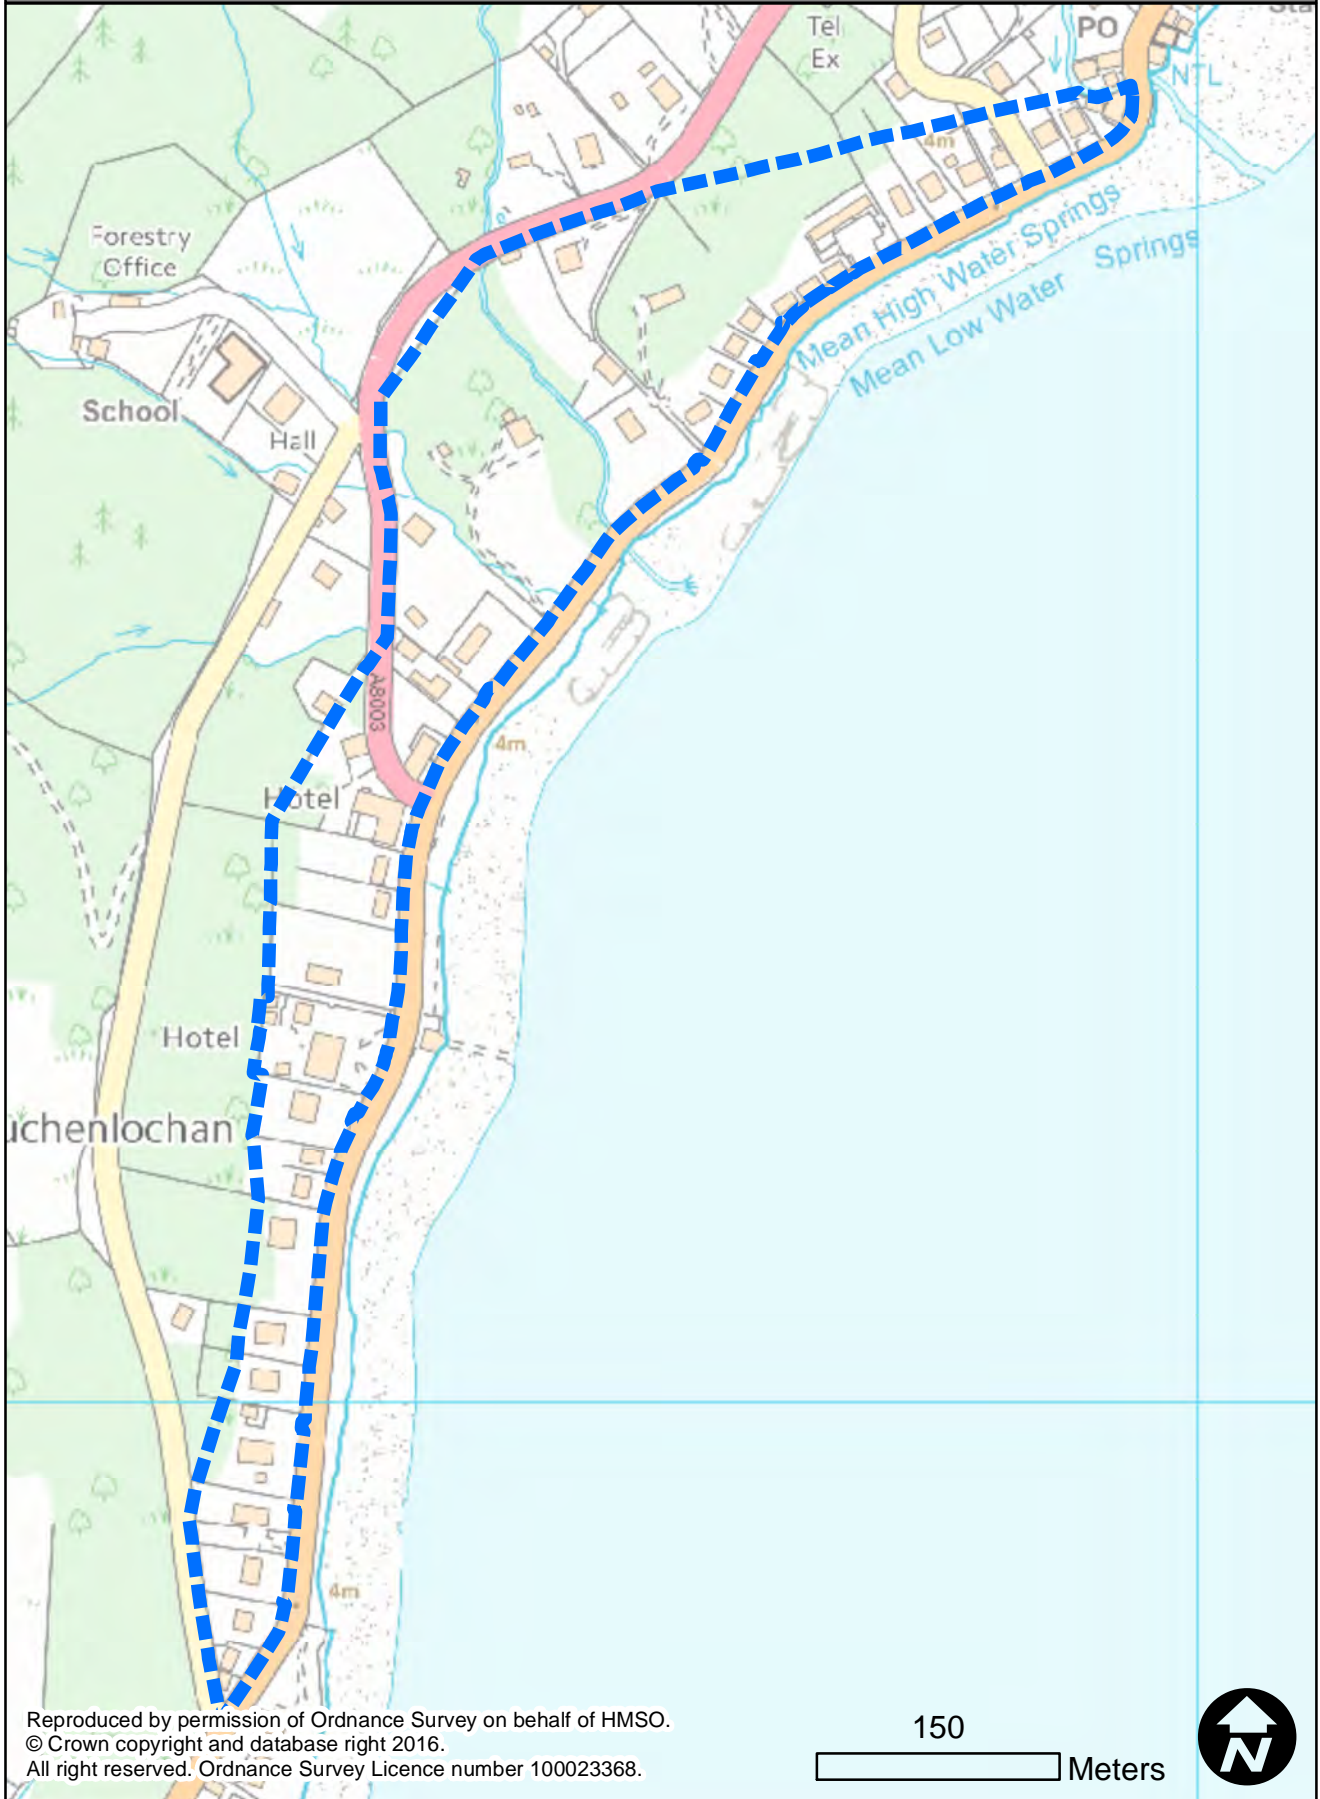 Tel
Ex
PO
NTL
4m
Forestry
Office
Mean High Water Springs
Mean Low Water Springs
School
Hall
A8003
4m
Hotel
Hotel
uchenlochan
4m
Reproduced by permission of Ordnance Survey on behalf of HMSO.
© Crown copyright and database right 2016.
All right reserved. Ordnance Survey Licence number 100023368.
150
Meters
N